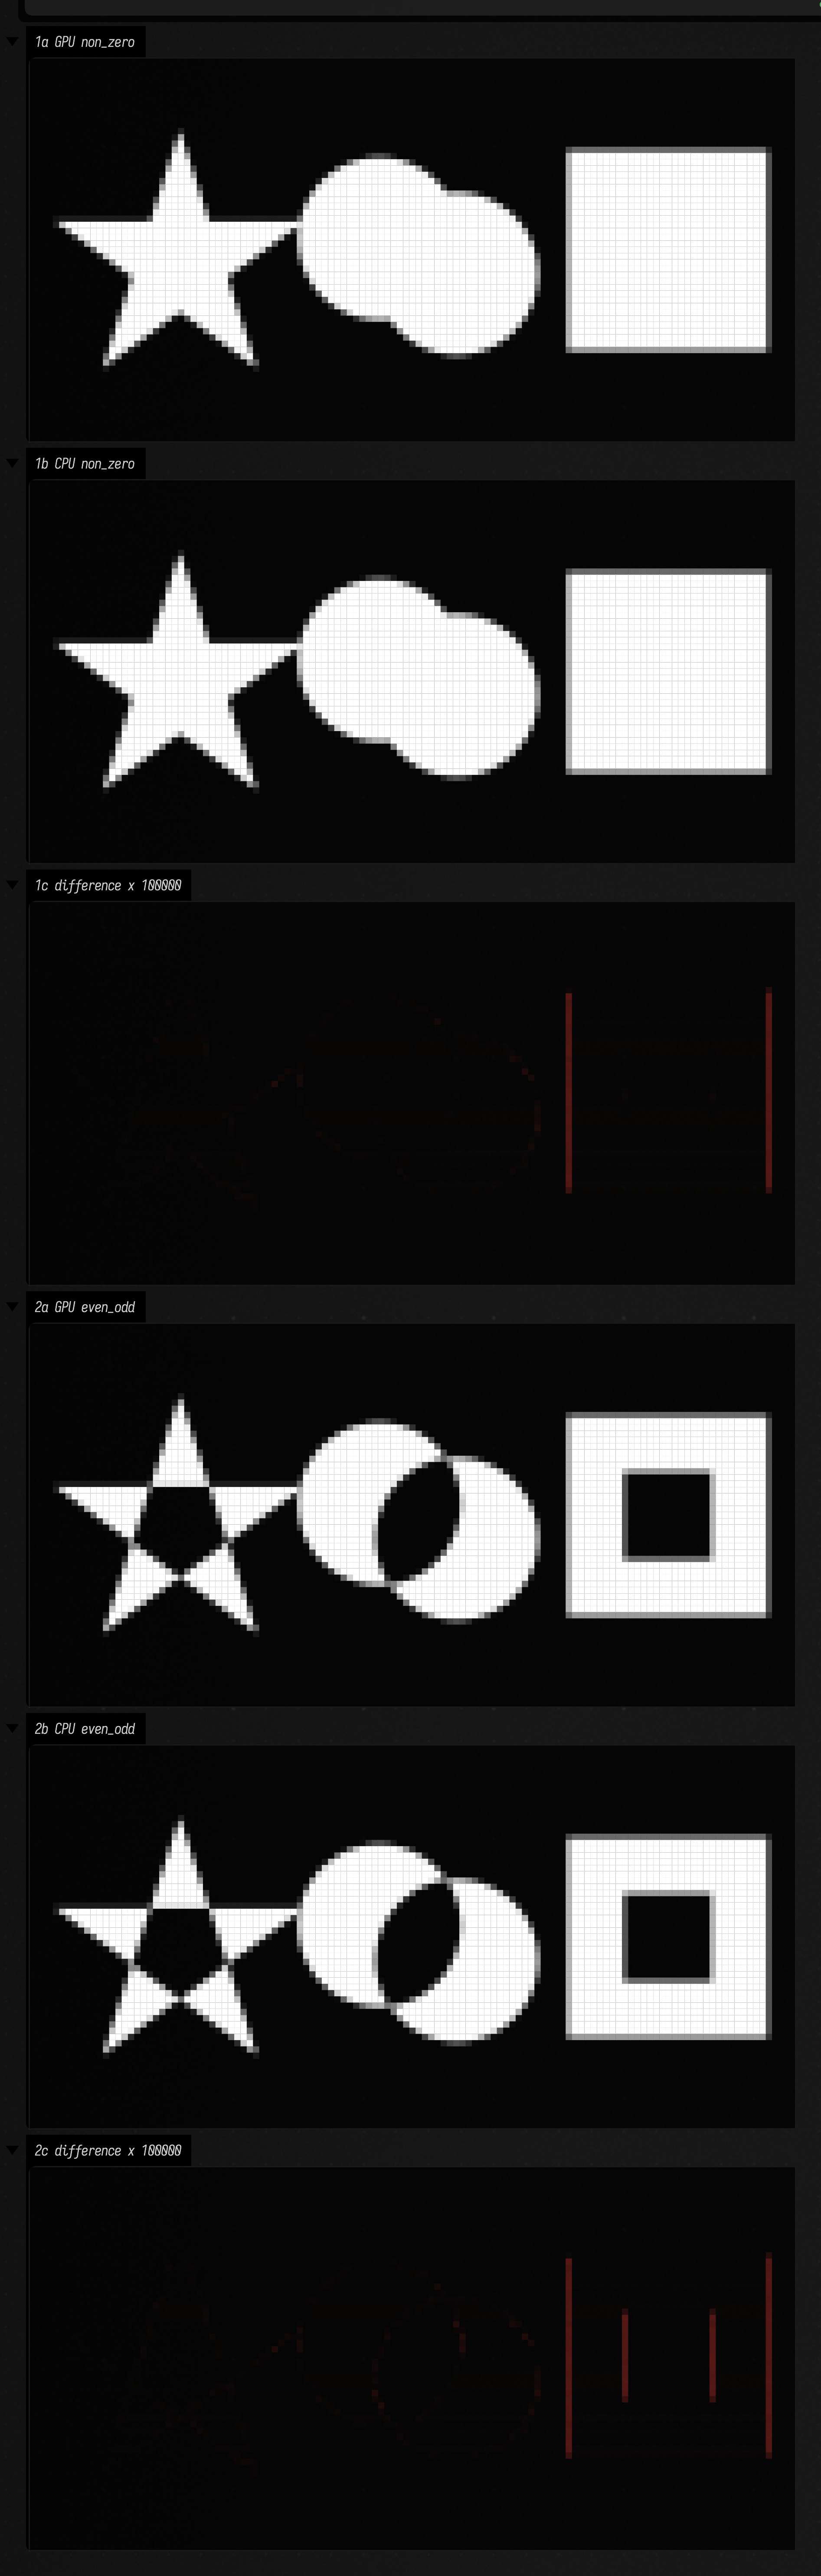 1a GPU non_zero
1b CPU non_zero
1c difference x 100000
2a GPU even_odd
2b CPU even_odd
2c difference x 100000